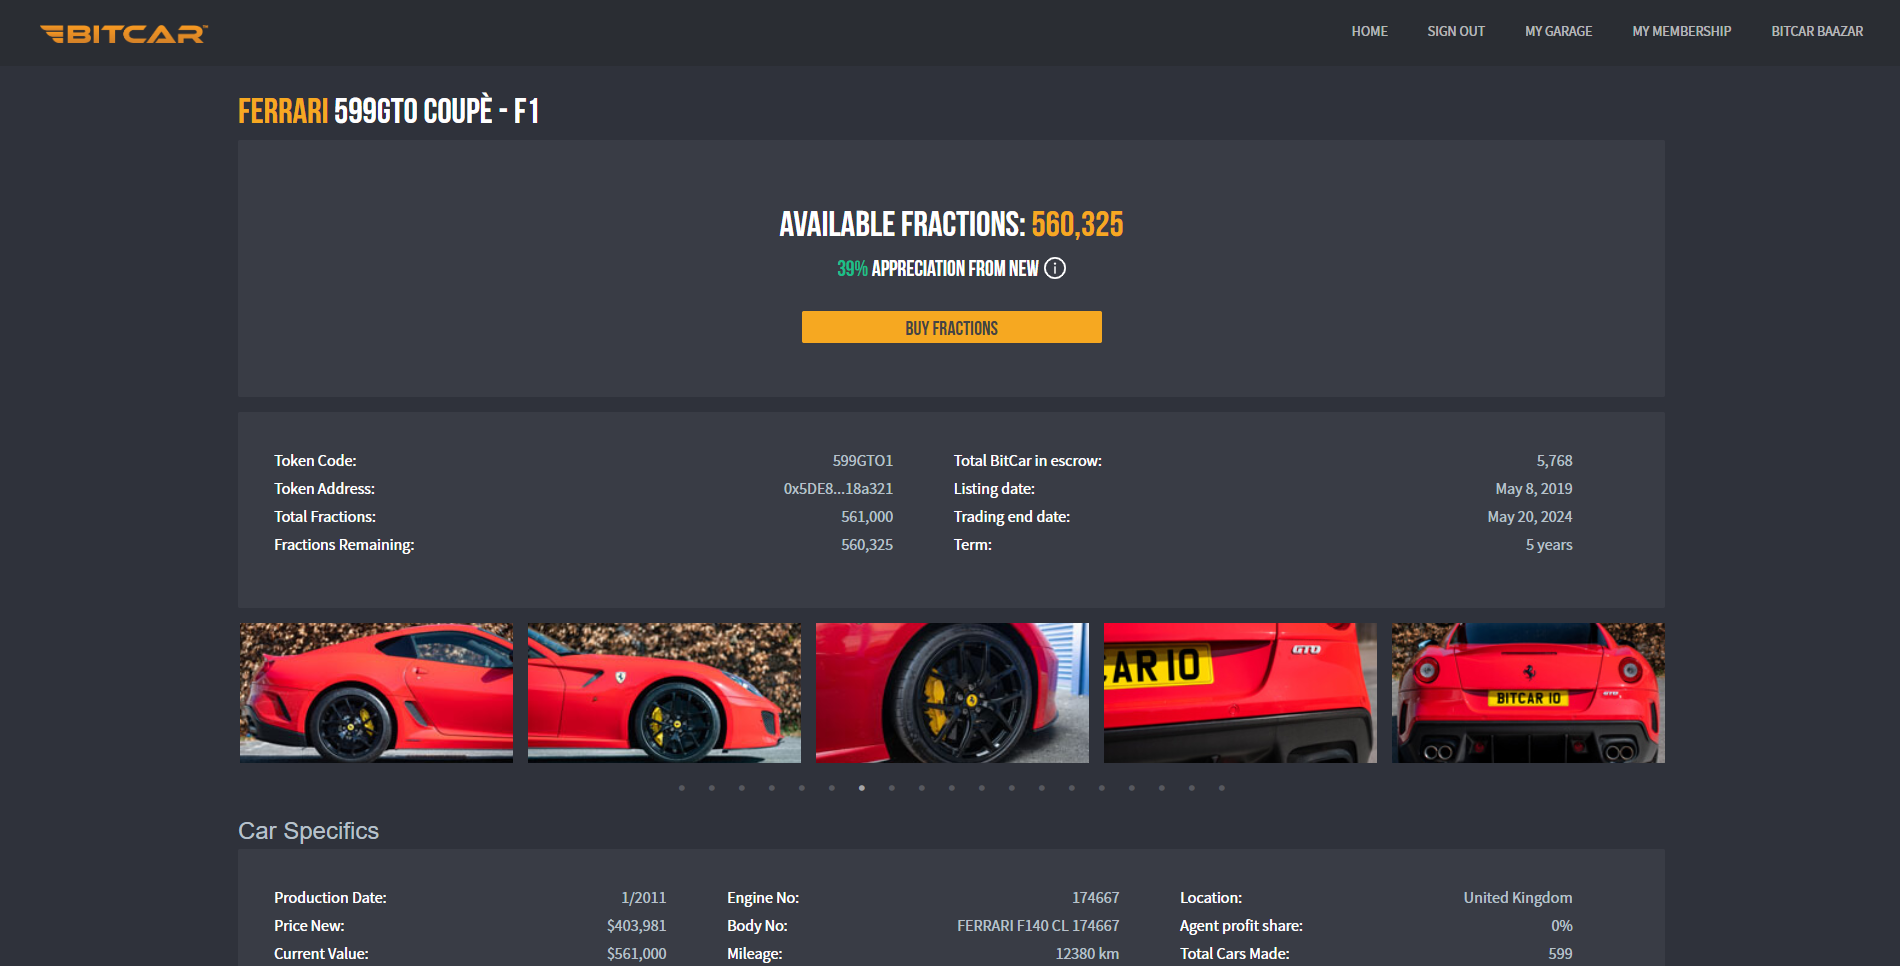 BITCAR™
HOME SIGN OUT MY GARAGE MY MEMBERSHIP BITCAR BAAZAR
FERRARI 599GTO COUPÈ - F1
AVAILABLE FRACTIONS: 560,325
39% APPRECIATION FROM NEW
BUY FRACTIONS
Token Code: 599GTO1
Token Address: 0x5DE8...18a321
Total Fractions: 561,000
Fractions Remaining: 560,325
Total BitCar in escrow: 5,768
Listing date: May 8, 2019
Trading end date: May 20, 2024
Term: 5 years
CAR IO
GTO
BITCAR IO
GTO
Car Specifics
Production Date: 1/2011
Price New: $403,981
Current Value: $561,000
Engine No: 174667
Body No: FERRARI F140 CL 174667
Mileage: 12380 km
Location: United Kingdom
Agent profit share: 0%
Total Cars Made: 599